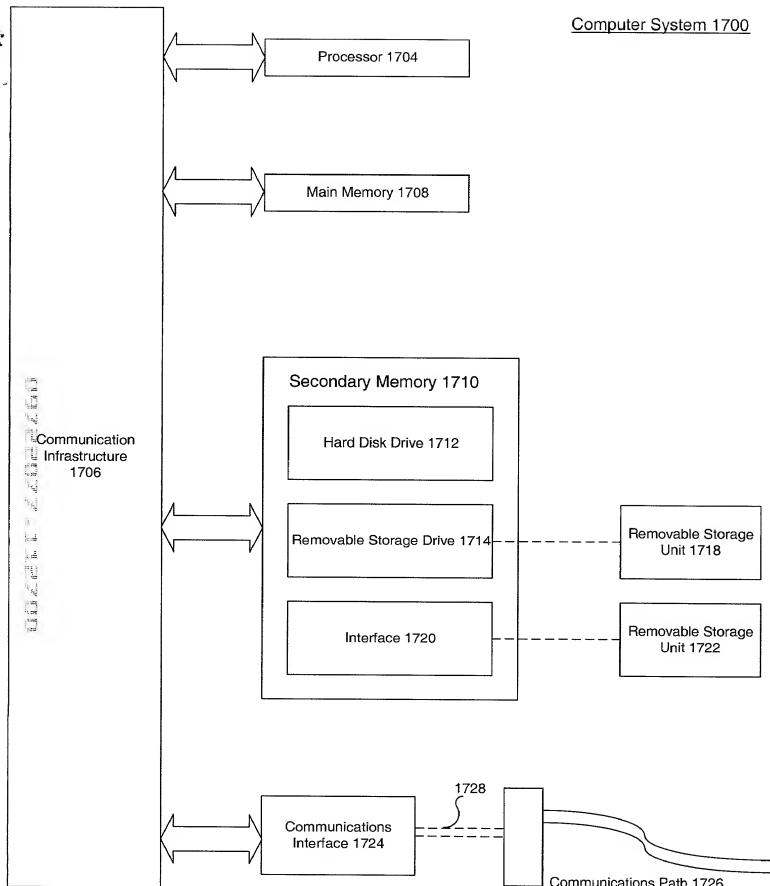 Computer System 1700
Processor 1704
Main Memory 1708
Communication
Infrastructure
1706
Secondary Memory 1710
Hard Disk Drive 1712
Removable Storage Drive 1714
Removable Storage
Unit 1718
Interface 1720
Removable Storage
Unit 1722
1728
Communications
Interface 1724
Communications Path 1726